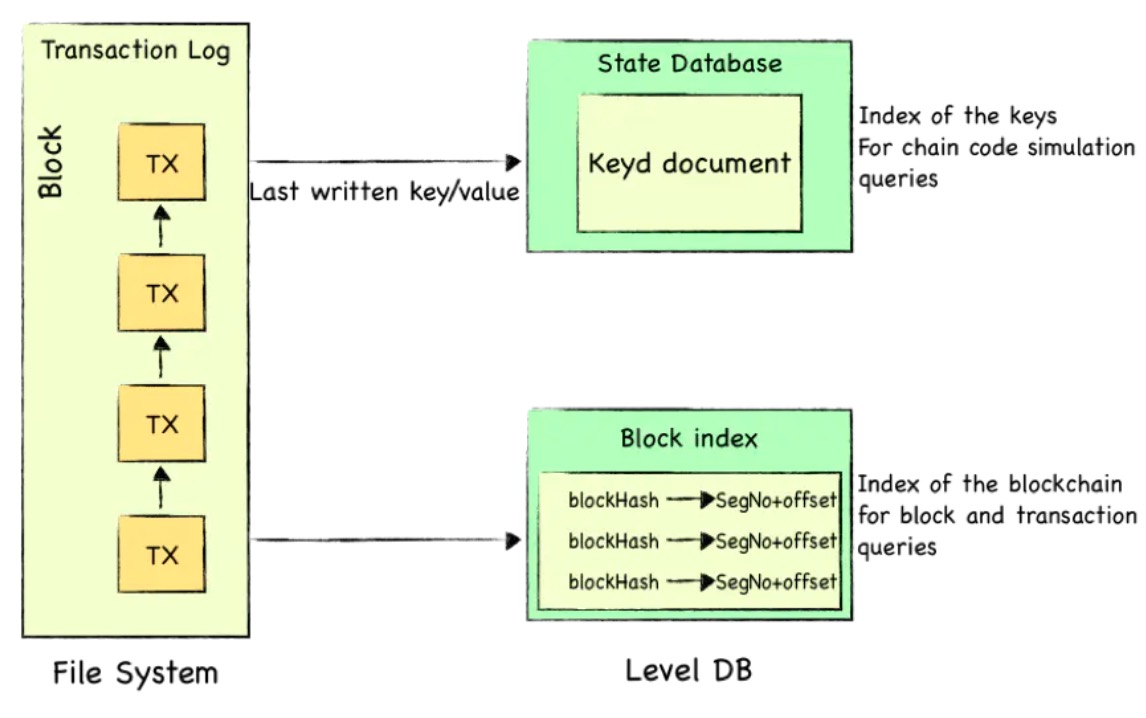 Transaction Log
Block
TX
TX
TX
TX
File System
Last written key/value
State Database
Keyd document
Index of the keys
For chain code simulation
queries
Block index
blockHash SegNo+offset
blockHash SegNo+offset
blockHash SegNo+offset
Index of the blockchain
for block and transaction
queries
Level DB